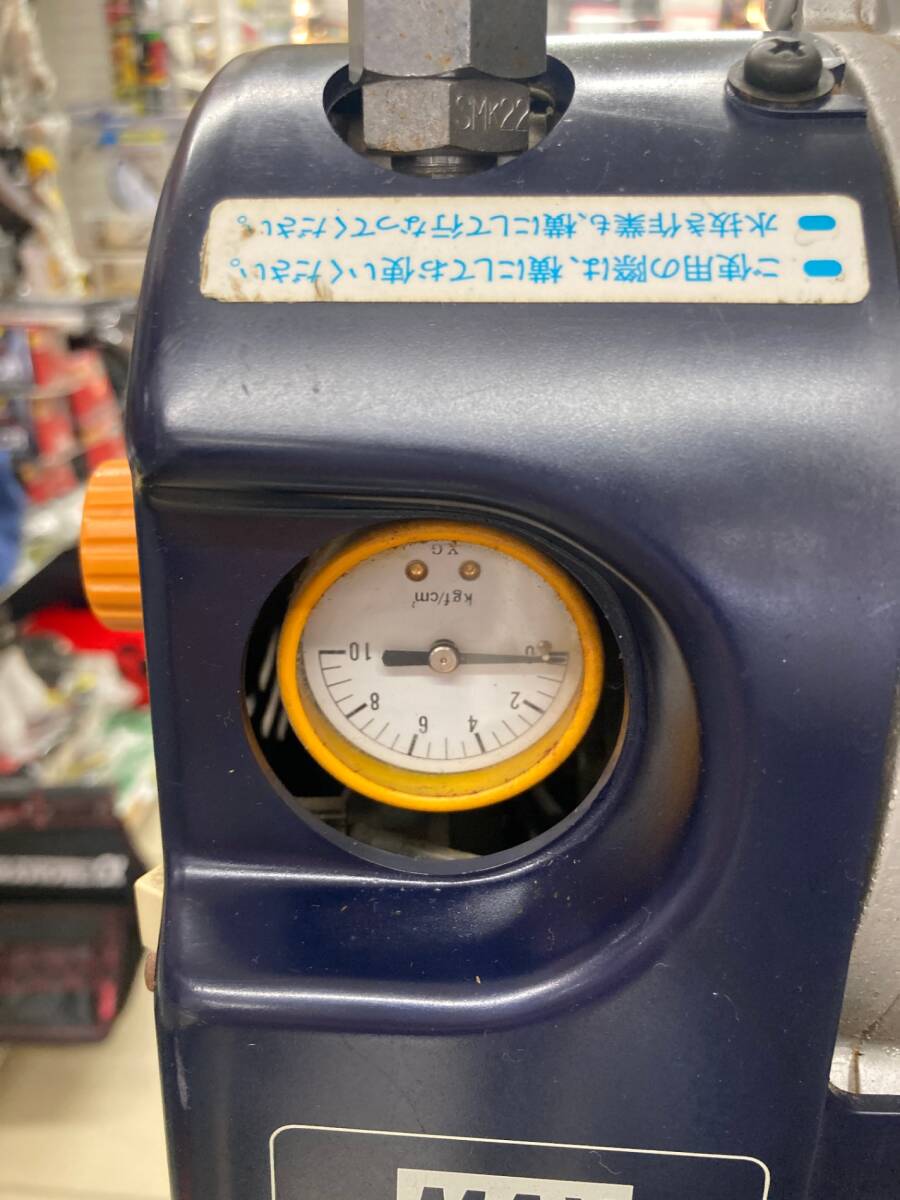 SMK22
ご使用の際は、横にしてお使いください。
水抜き作業も、横にして行なってください。
XG
kgf/cm²
10
8
6
4
2
0
MAX